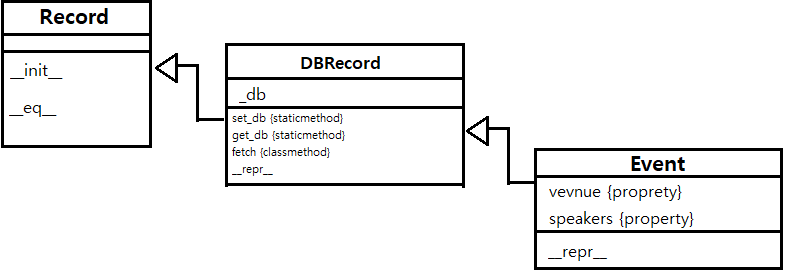 Record
__init__
__eq__
DBRecord
_db
set_db {staticmethod}
get_db {staticmethod}
fetch {classmethod}
__repr__
Event
vevnue {proprety}
speakers {property}
__repr__